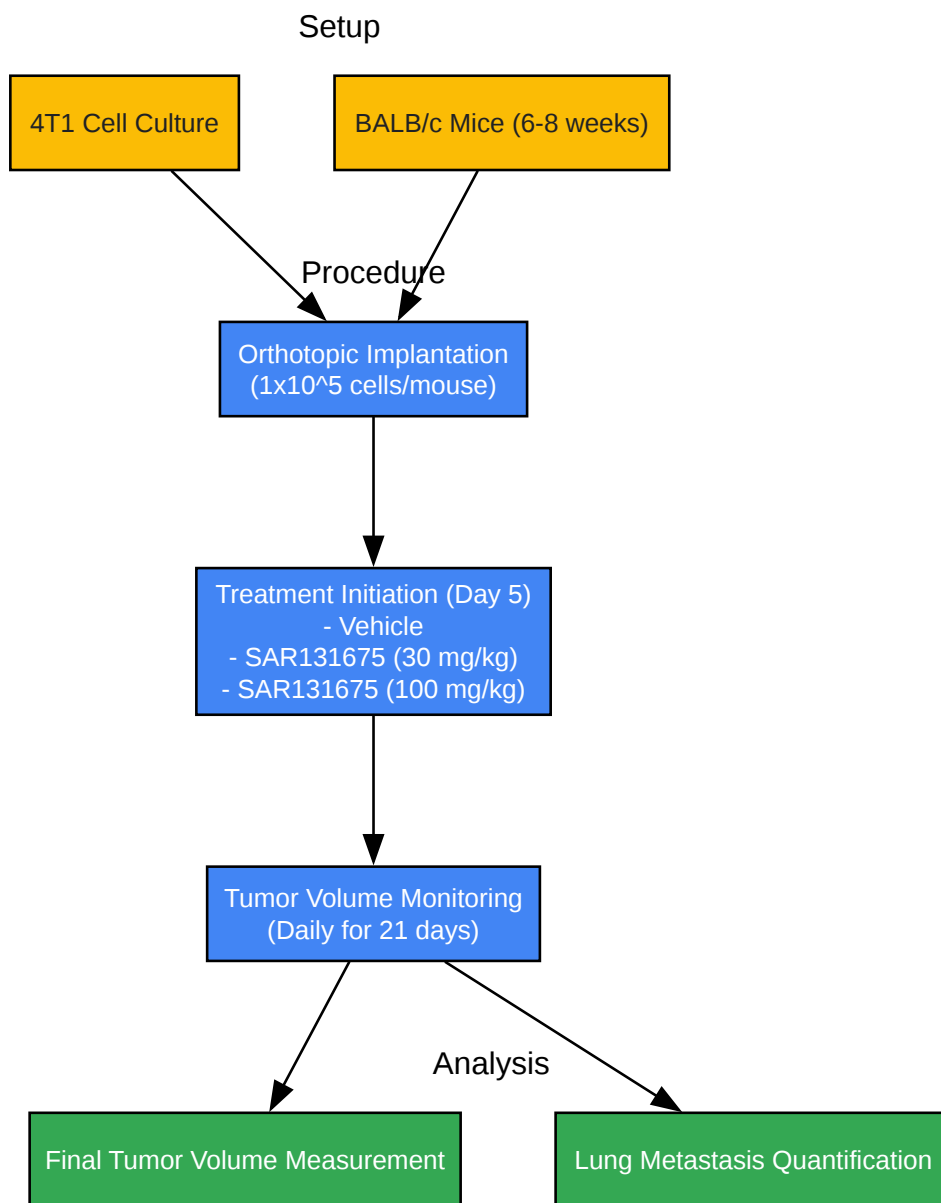 Setup
4T1 Cell Culture
BALB/c Mice (6-8 weeks)
Procedure
Orthotopic Implantation
(1x10^5 cells/mouse)
Treatment Initiation (Day 5)
- Vehicle
- SAR131675 (30 mg/kg)
- SAR131675 (100 mg/kg)
Tumor Volume Monitoring
(Daily for 21 days)
Analysis
Final Tumor Volume Measurement
Lung Metastasis Quantification